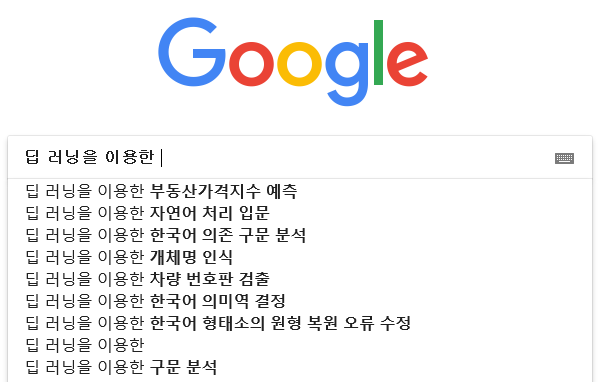 Google
딥 러닝을 이용한
딥 러닝을 이용한 부동산가격지수 예측
딥 러닝을 이용한 자연어 처리 입문
딥 러닝을 이용한 한국어 의존 구문 분석
딥 러닝을 이용한 개체명 인식
딥 러닝을 이용한 차량 번호판 검출
딥 러닝을 이용한 한국어 의미역 결정
딥 러닝을 이용한 한국어 형태소의 원형 복원 오류 수정
딥 러닝을 이용한
딥 러닝을 이용한 구문 분석